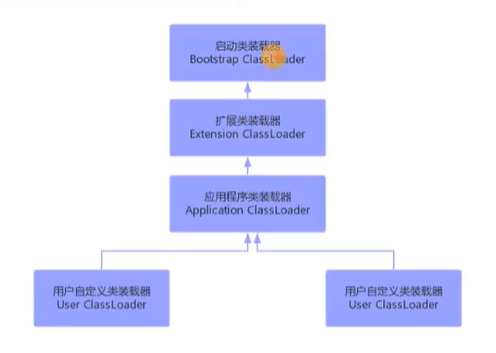 启动类装载器
Bootstrap ClassLoader
扩展类装载器
Extension ClassLoader
应用程序类装载器
Application ClassLoader
用户自定义类装载器
User ClassLoader
用户自定义类装载器
User ClassLoader